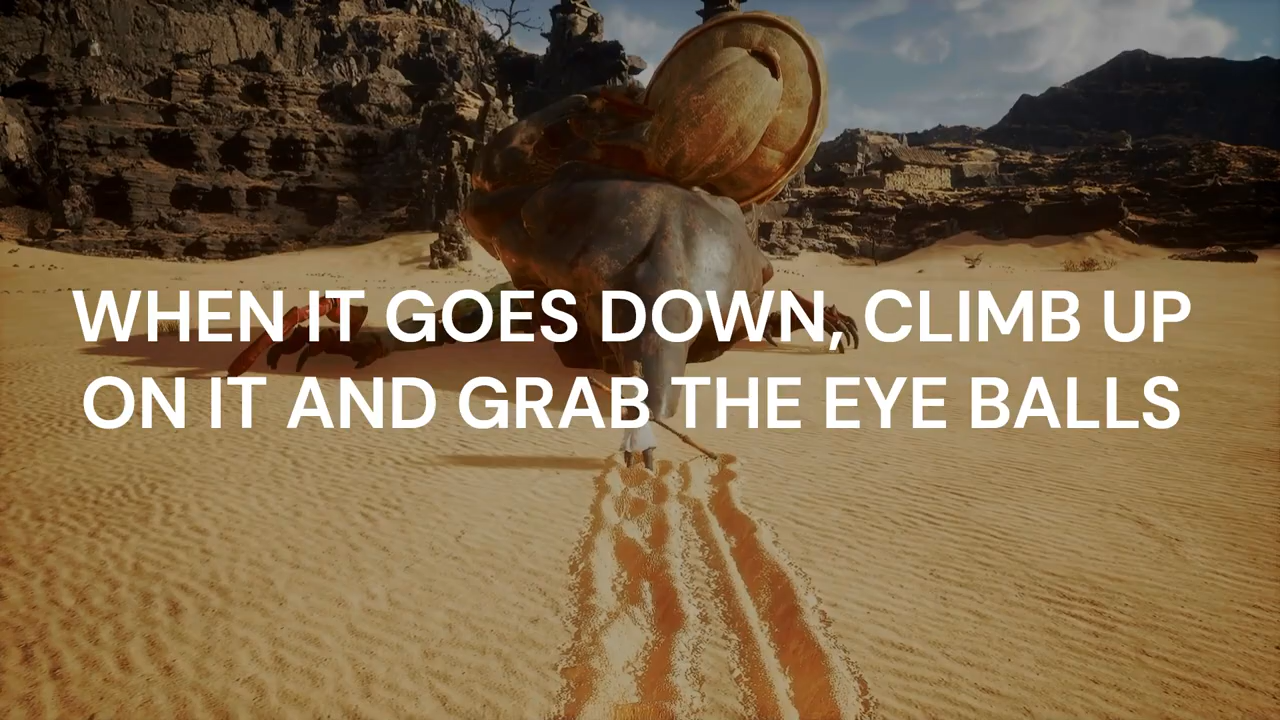 WHEN IT GOES DOWN, CLIMB UP
ON IT AND GRAB THE EYE BALLS